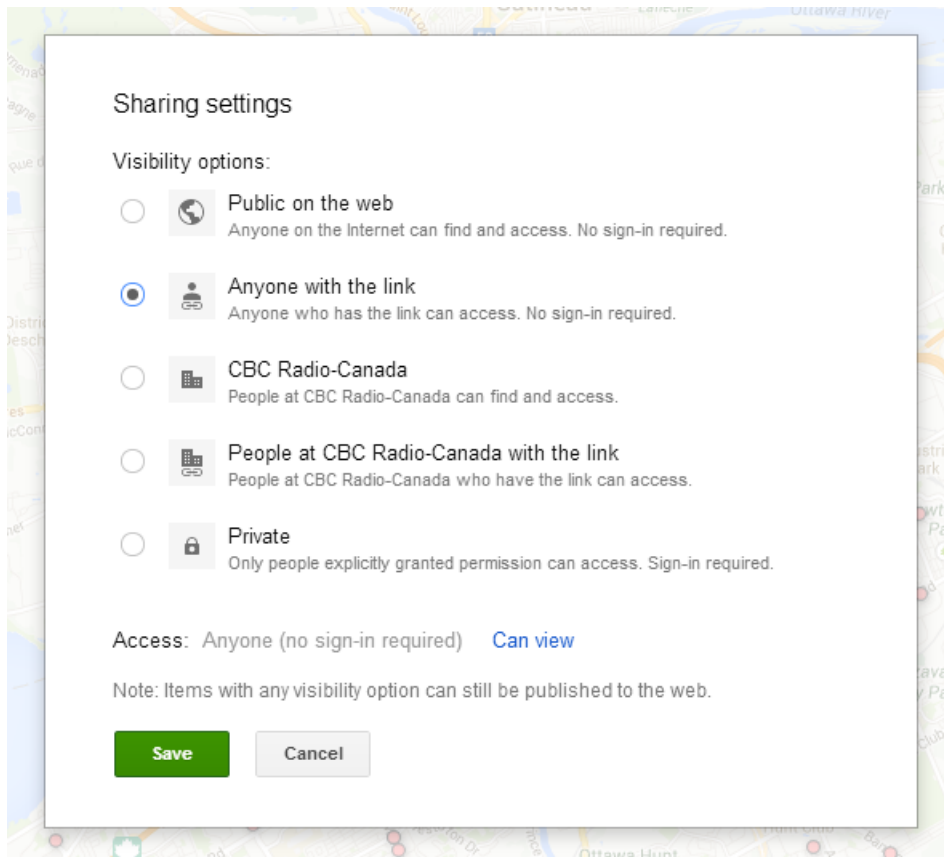 Gatineau
Ottawa River
Sharing settings
Visibility options:
Public on the web
Anyone on the Internet can find and access. No sign-in required.
Anyone with the link
Anyone who has the link can access. No sign-in required.
CBC Radio-Canada
People at CBC Radio-Canada can find and access.
People at CBC Radio-Canada with the link
People at CBC Radio-Canada who have the link can access.
Private
Only people explicitly granted permission can access. Sign-in required.
Access: Anyone (no sign-in required) Can view
Note: Items with any visibility option can still be published to the web.
Save Cancel
Hunt Club
Ottawa Hunt